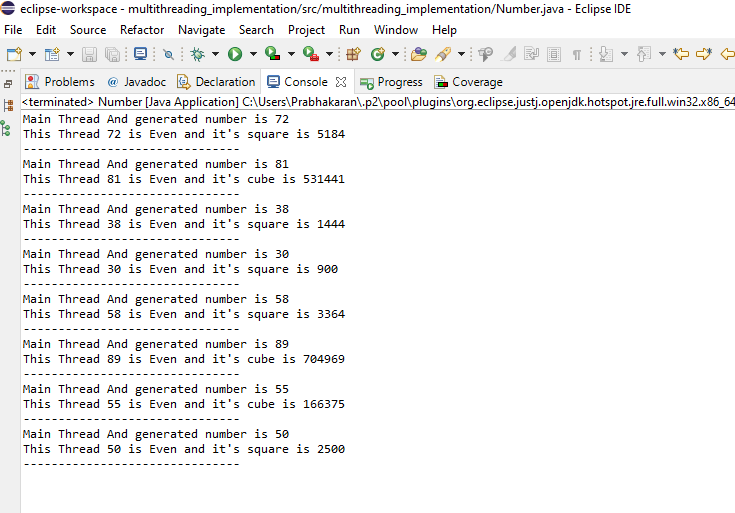 eclipse-workspace - multithreading_implementation/src/multithreading_implementation/Number.java - Eclipse IDE
File Edit Source Refactor Navigate Search Project Run Window Help
Problems @ Javadoc Declaration Console Progress Coverage
<terminated> Number [Java Application] C:\Users\Prabhakaran\.p2\pool\plugins\org.eclipse.justj.openjdk.hotspot.jre.full.win32.x86_64
Main Thread And generated number is 72
This Thread 72 is Even and it's square is 5184
------------------------------
Main Thread And generated number is 81
This Thread 81 is Even and it's cube is 531441
------------------------------
Main Thread And generated number is 38
This Thread 38 is Even and it's square is 1444
------------------------------
Main Thread And generated number is 30
This Thread 30 is Even and it's square is 900
------------------------------
Main Thread And generated number is 58
This Thread 58 is Even and it's square is 3364
------------------------------
Main Thread And generated number is 89
This Thread 89 is Even and it's cube is 704969
------------------------------
Main Thread And generated number is 55
This Thread 55 is Even and it's cube is 166375
------------------------------
Main Thread And generated number is 50
This Thread 50 is Even and it's square is 2500
------------------------------